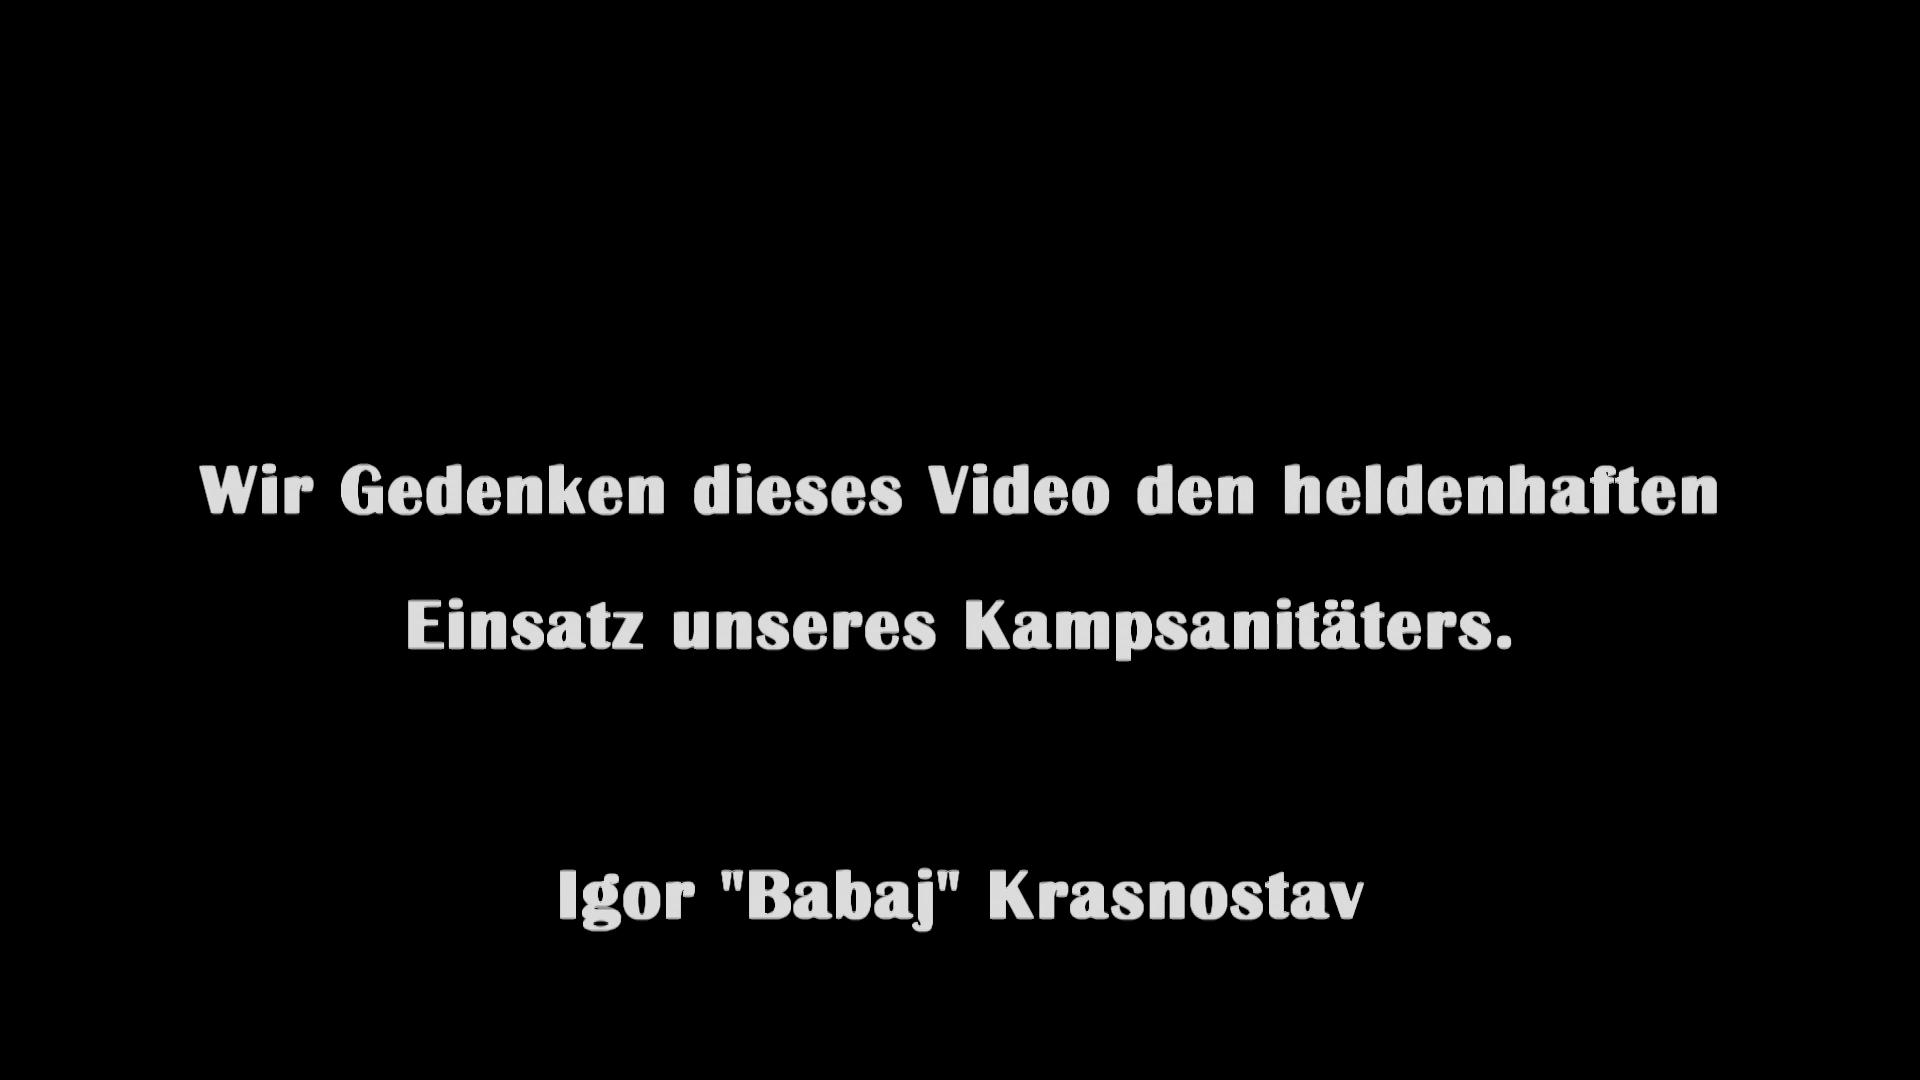 Wir Gedenken dieses Video den heldenhaften
Einsatz unseres Kampsanitäters.
Igor "Babaj" Krasnostav